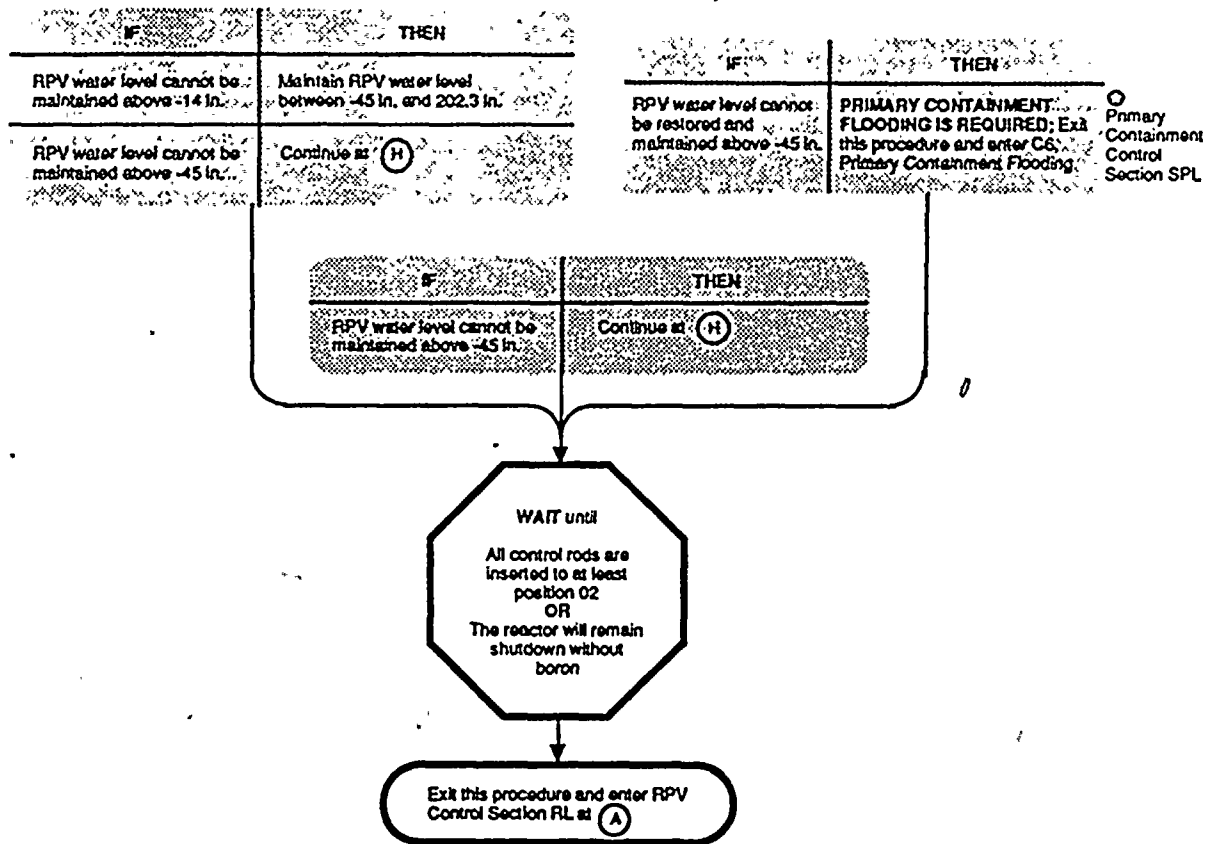 IF
THEN
RPV water level cannot be
maintained above -14 in.
Maintain RPV water level
between -45 in. and 202.3 in.
RPV water level cannot be
maintained above -45 in.
Continue at H
IF
THEN
RPV water level cannot
be restored and
maintained above -45 in.
PRIMARY CONTAINMENT
FLOODING IS REQUIRED; Exit
this procedure and enter C6,
Primary Containment Flooding.
Primary
Containment
Control
Section SPL
IF
THEN
RPV water level cannot be
maintained above -45 in.
Continue at H
WAIT until
All control rods are
inserted to at least
position 02
OR
The reactor will remain
shutdown without
boron
Exit this procedure and enter RPV
Control Section RL at A